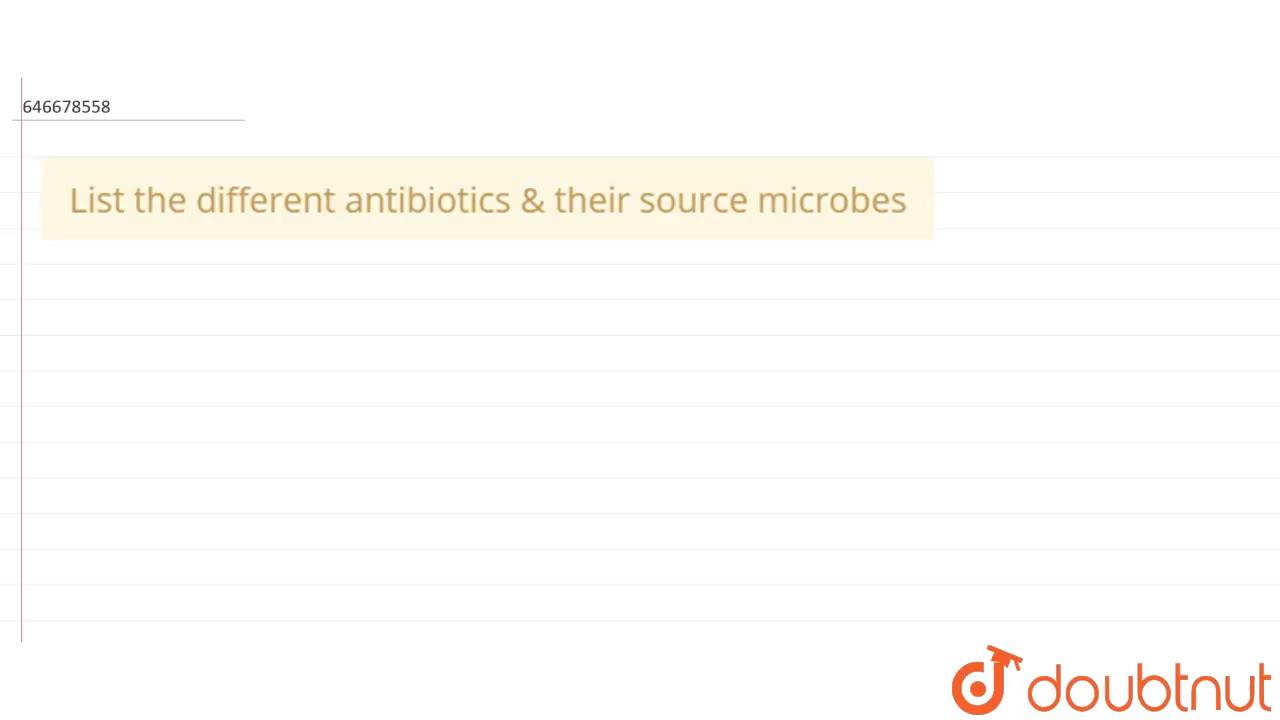 646678558
List the different antibiotics & their source microbes
doubtnut